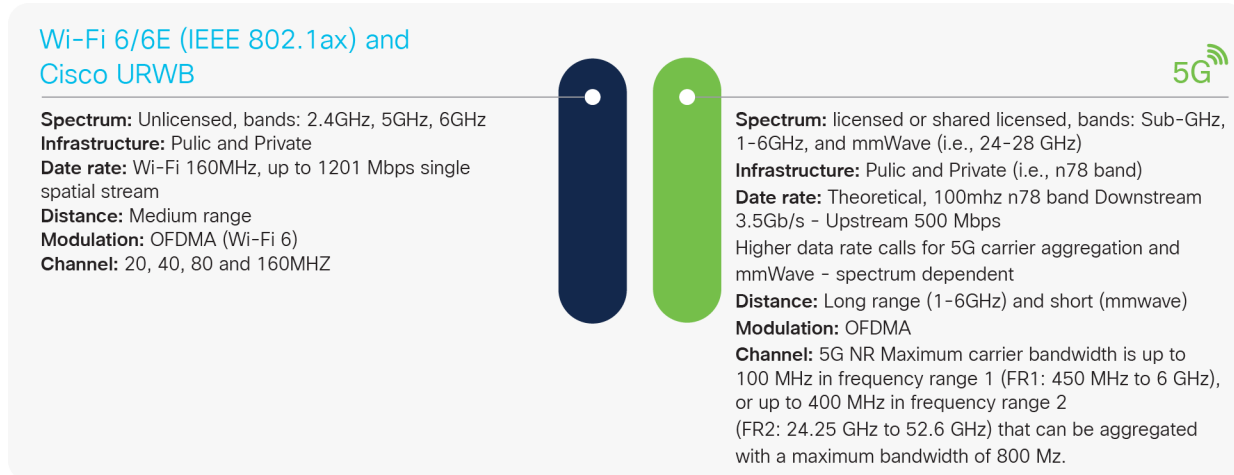 Wi-Fi 6/6E (IEEE 802.1ax) and
Cisco URWB
Spectrum: Unlicensed, bands: 2.4GHz, 5GHz, 6GHz
Infrastructure: Pulic and Private
Date rate: Wi-Fi 160MHz, up to 1201 Mbps single
spatial stream
Distance: Medium range
Modulation: OFDMA (Wi-Fi 6)
Channel: 20, 40, 80 and 160MHZ
5G
Spectrum: licensed or shared licensed, bands: Sub-GHz,
1-6GHz, and mmWave (i.e., 24-28 GHz)
Infrastructure: Pulic and Private (i.e., n78 band)
Date rate: Theoretical, 100mhz n78 band Downstream
3.5Gb/s - Upstream 500 Mbps
Higher data rate calls for 5G carrier aggregation and
mmWave - spectrum dependent
Distance: Long range (1-6GHz) and short (mmwave)
Modulation: OFDMA
Channel: 5G NR Maximum carrier bandwidth is up to
100 MHz in frequency range 1 (FR1: 450 MHz to 6 GHz),
or up to 400 MHz in frequency range 2
(FR2: 24.25 GHz to 52.6 GHz) that can be aggregated
with a maximum bandwidth of 800 Mz.